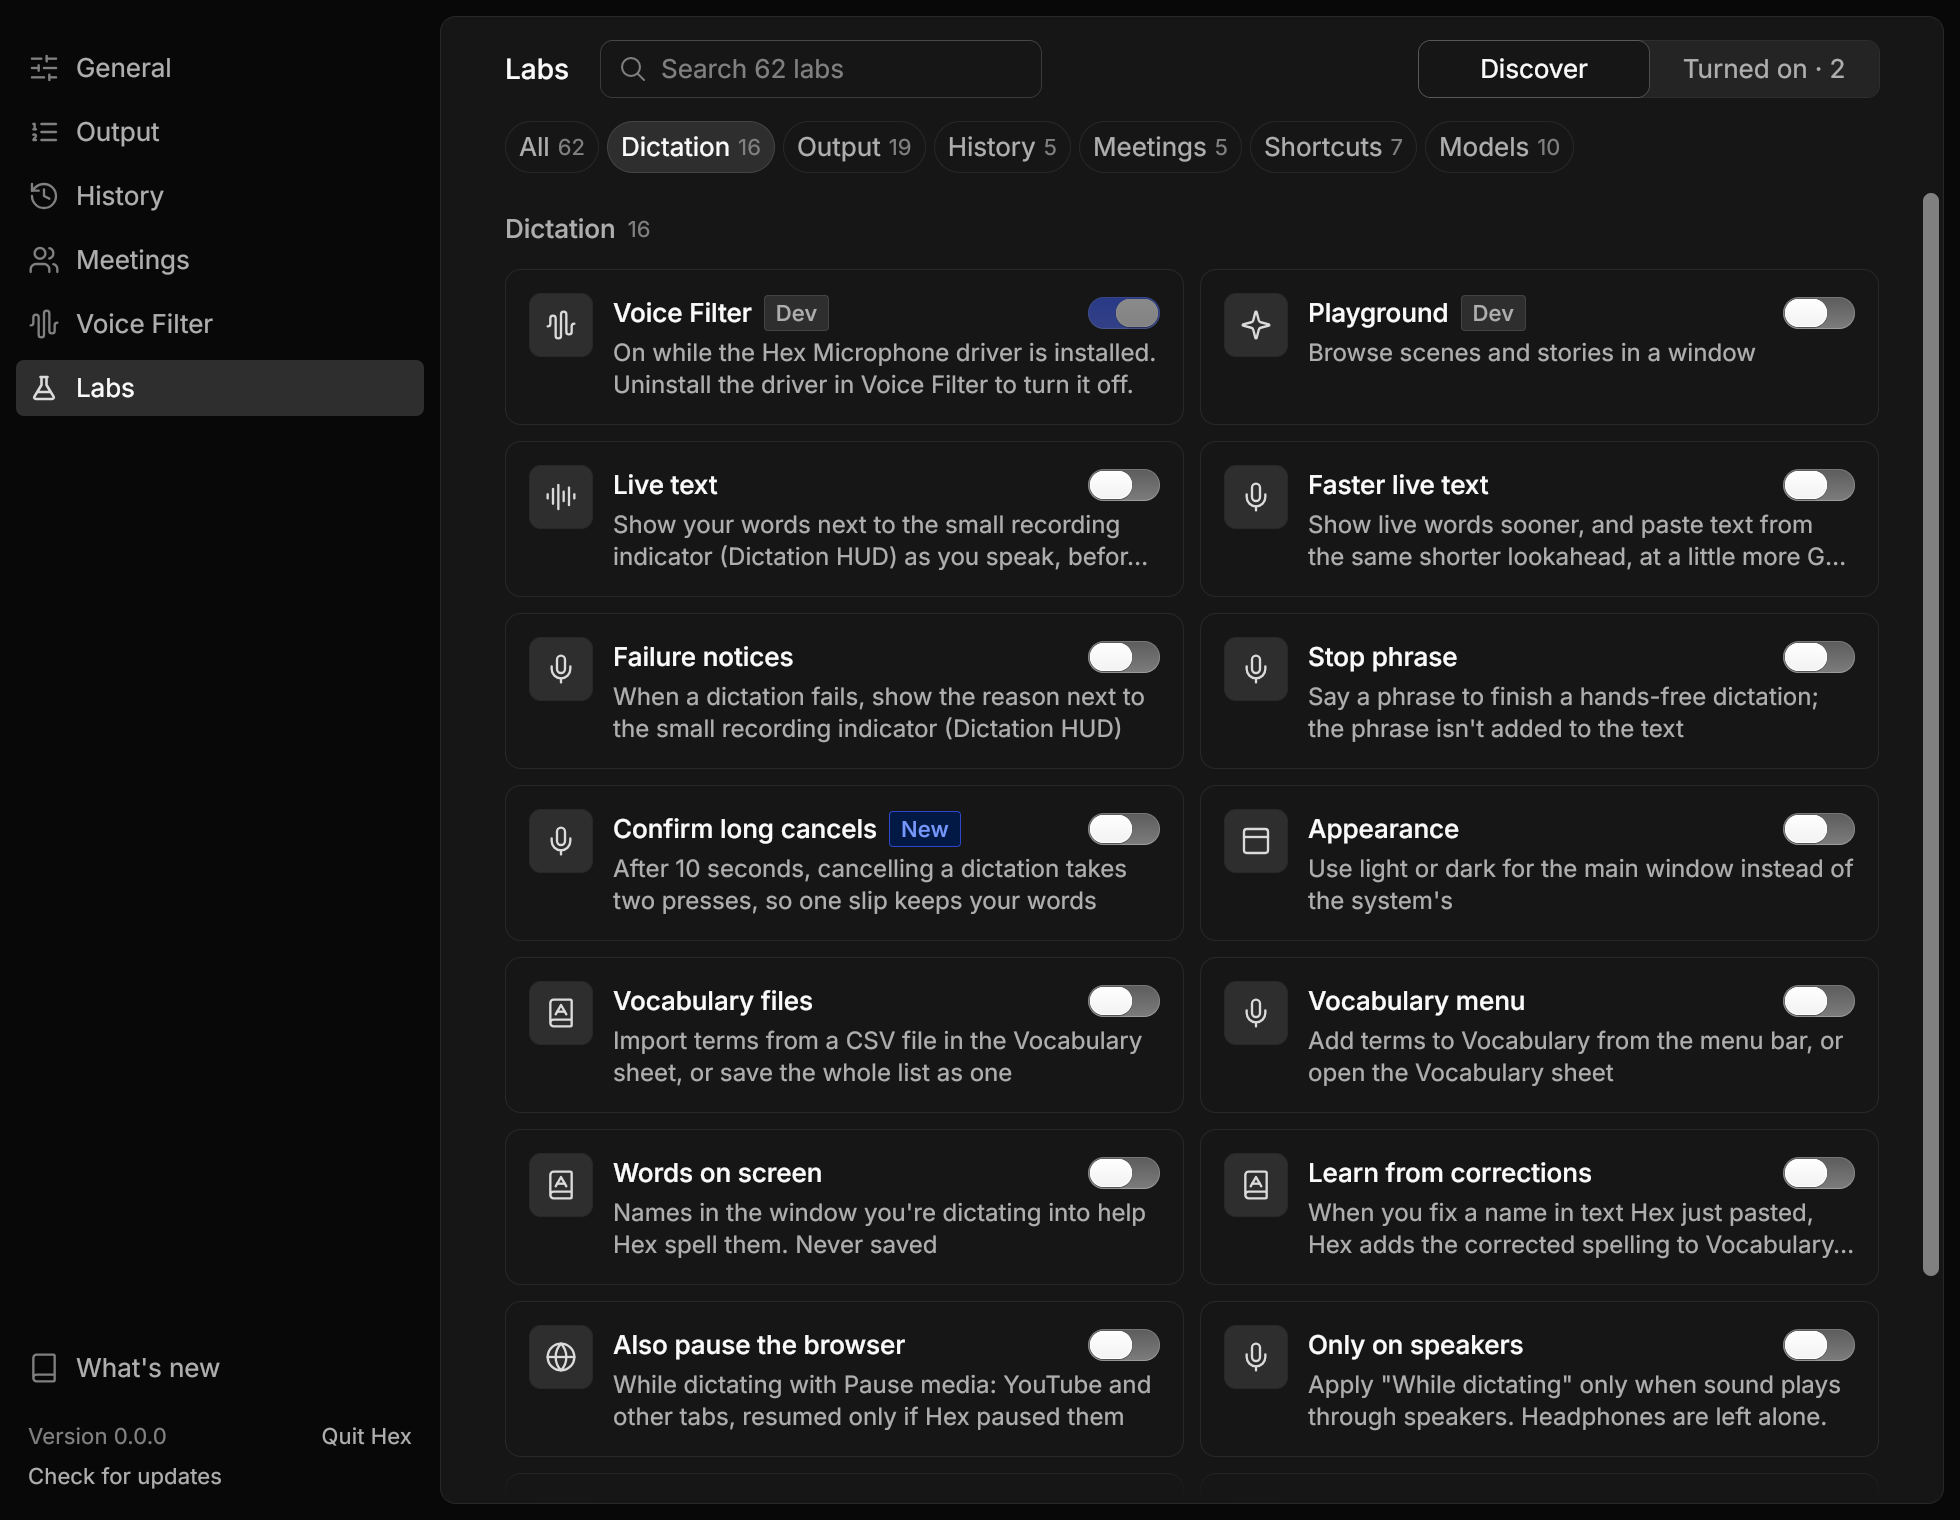 General
Output
History
Meetings
Voice Filter
Labs
What's new
Version 0.0.0
Quit Hex
Check for updates
Labs
Search 62 labs
Discover
Turned on · 2
All 62
Dictation 16
Output 19
History 5
Meetings 5
Shortcuts 7
Models 10
Dictation 16
Voice Filter Dev
On while the Hex Microphone driver is installed.
Uninstall the driver in Voice Filter to turn it off.
Playground Dev
Browse scenes and stories in a window
Live text
Show your words next to the small recording
indicator (Dictation HUD) as you speak, befor...
Faster live text
Show live words sooner, and paste text from
the same shorter lookahead, at a little more G...
Failure notices
When a dictation fails, show the reason next to
the small recording indicator (Dictation HUD)
Stop phrase
Say a phrase to finish a hands-free dictation;
the phrase isn't added to the text
Confirm long cancels New
After 10 seconds, cancelling a dictation takes
two presses, so one slip keeps your words
Appearance
Use light or dark for the main window instead of
the system's
Vocabulary files
Import terms from a CSV file in the Vocabulary
sheet, or save the whole list as one
Vocabulary menu
Add terms to Vocabulary from the menu bar, or
open the Vocabulary sheet
Words on screen
Names in the window you're dictating into help
Hex spell them. Never saved
Learn from corrections
When you fix a name in text Hex just pasted,
Hex adds the corrected spelling to Vocabulary...
Also pause the browser
While dictating with Pause media: YouTube and
other tabs, resumed only if Hex paused them
Only on speakers
Apply "While dictating" only when sound plays
through speakers. Headphones are left alone.